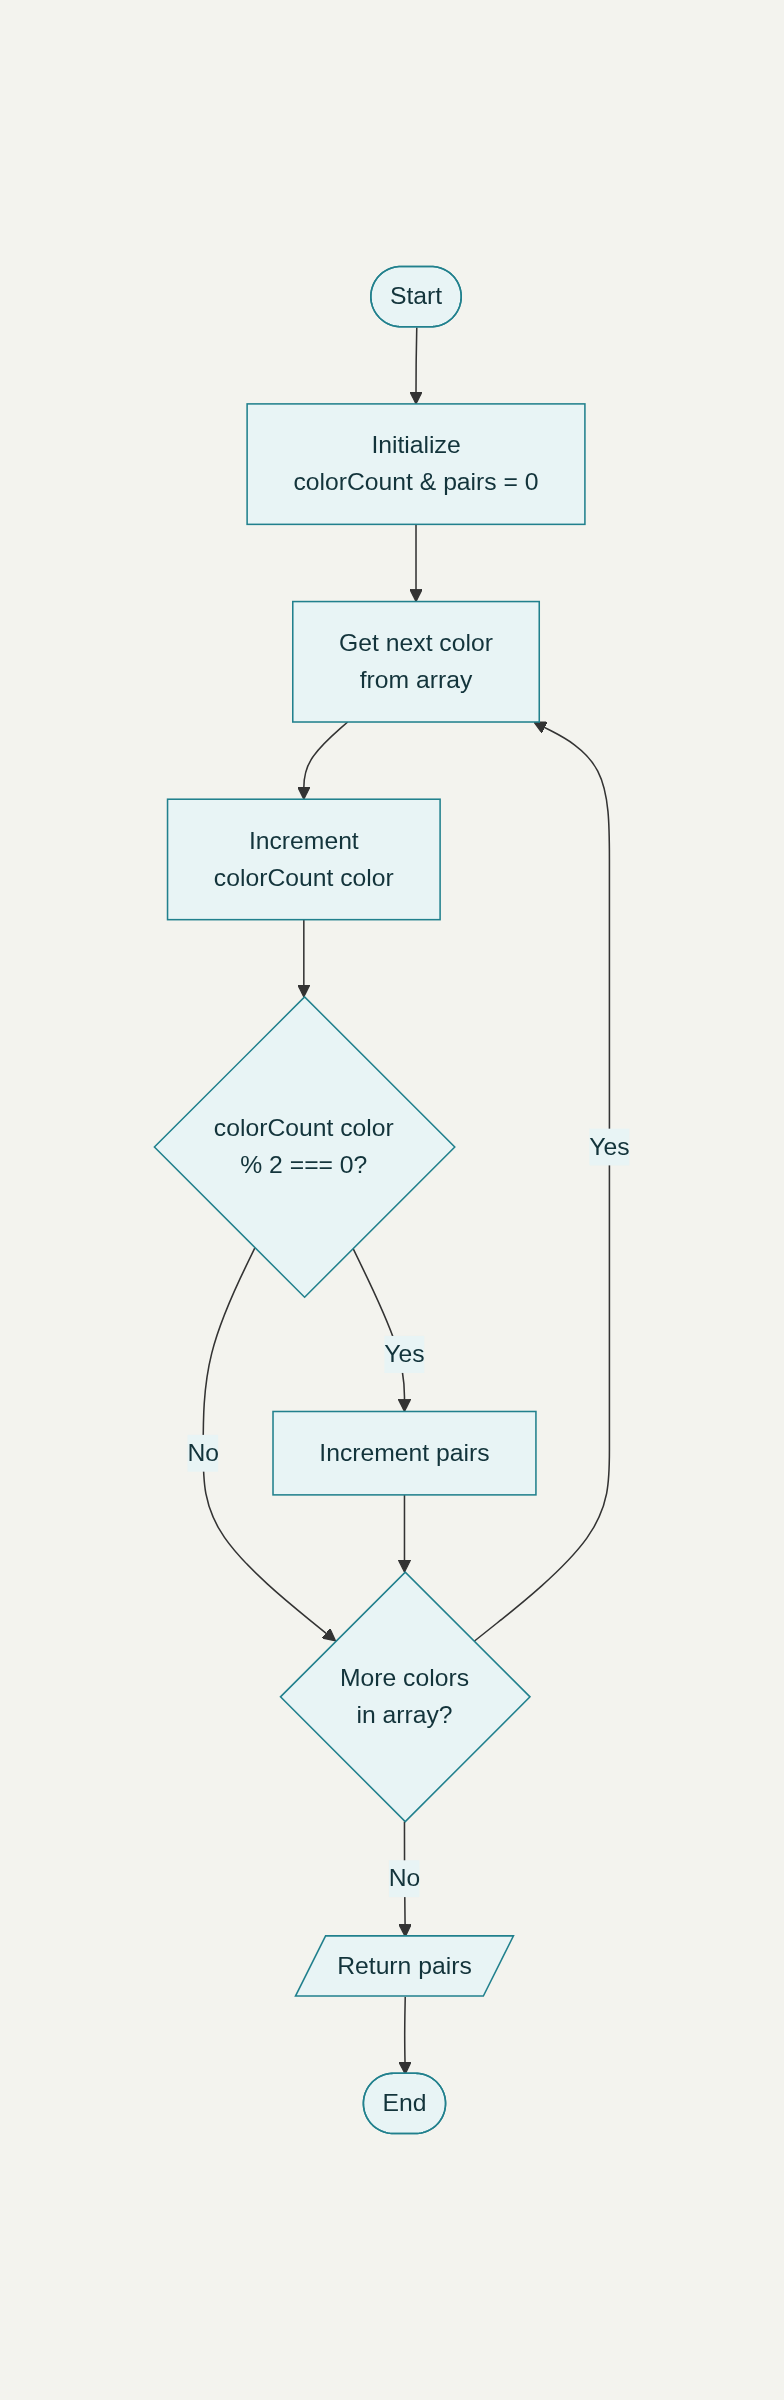 Start
Initialize
colorCount & pairs = 0
Get next color
from array
Increment
colorCount color
colorCount color
% 2 === 0?
Yes
Yes
No
Increment pairs
More colors
in array?
No
Return pairs
End